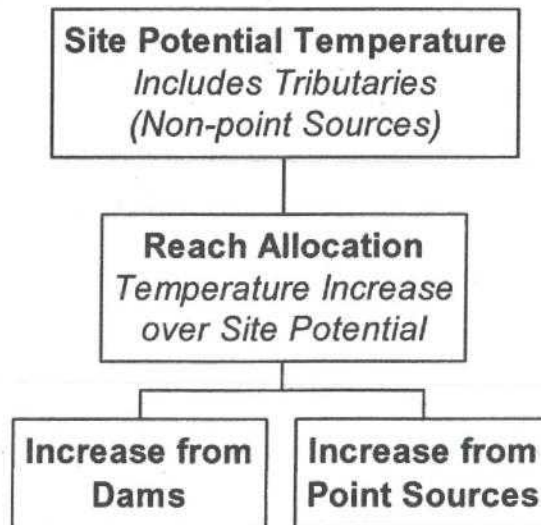 Site Potential Temperature
Includes Tributaries
(Non-point Sources)
Reach Allocation
Temperature Increase
over Site Potential
Increase from
Dams
Increase from
Point Sources